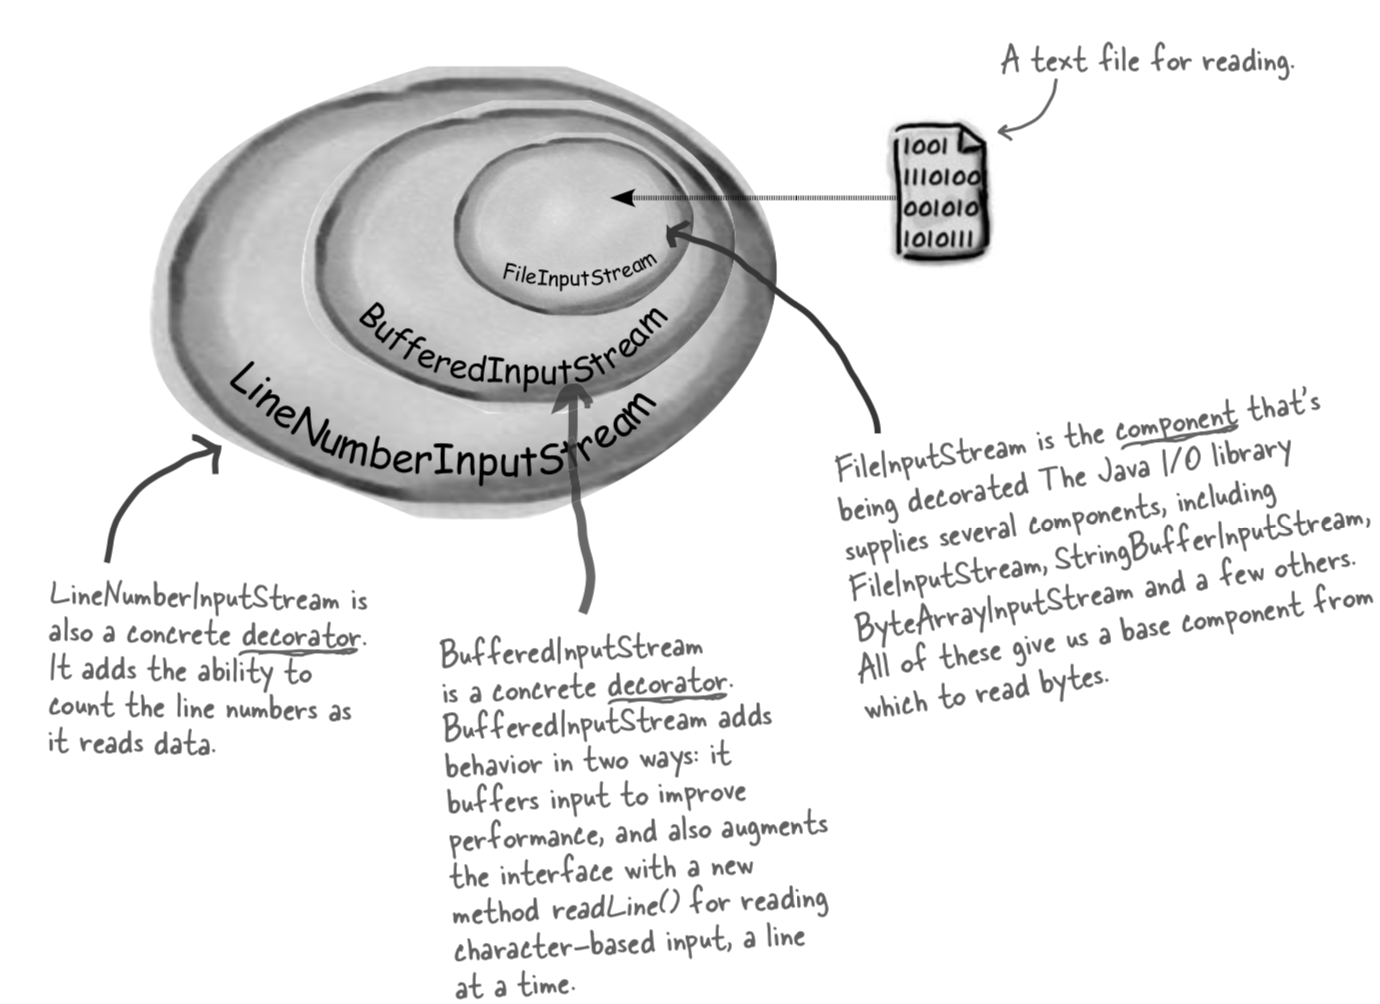 A text file for reading.
1001
1110100
001010
1010111
FileInputStream
BufferedInputStream
LineNumberInputStream
FileInputStream is the component that's
being decorated The Java I/O library
supplies several components, including
FileInputStream, StringBufferInputStream,
ByteArrayInputStream and a few others.
All of these give us a base component from
which to read bytes.
LineNumberInputStream is
also a concrete decorator.
It adds the ability to
count the line numbers as
it reads data.
BufferedInputStream
is a concrete decorator.
BufferedInputStream adds
behavior in two ways: it
buffers input to improve
performance, and also augments
the interface with a new
method readLine() for reading
character-based input, a line
at a time.